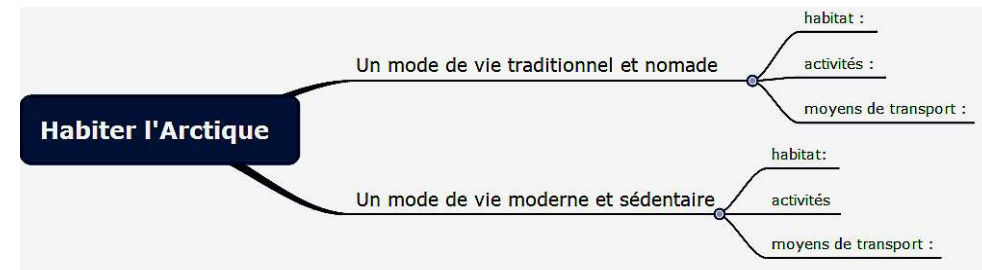 Habiter l'Arctique
Un mode de vie traditionnel et nomade
habitat :
activités :
moyens de transport :
Un mode de vie moderne et sédentaire
habitat:
activités
moyens de transport :